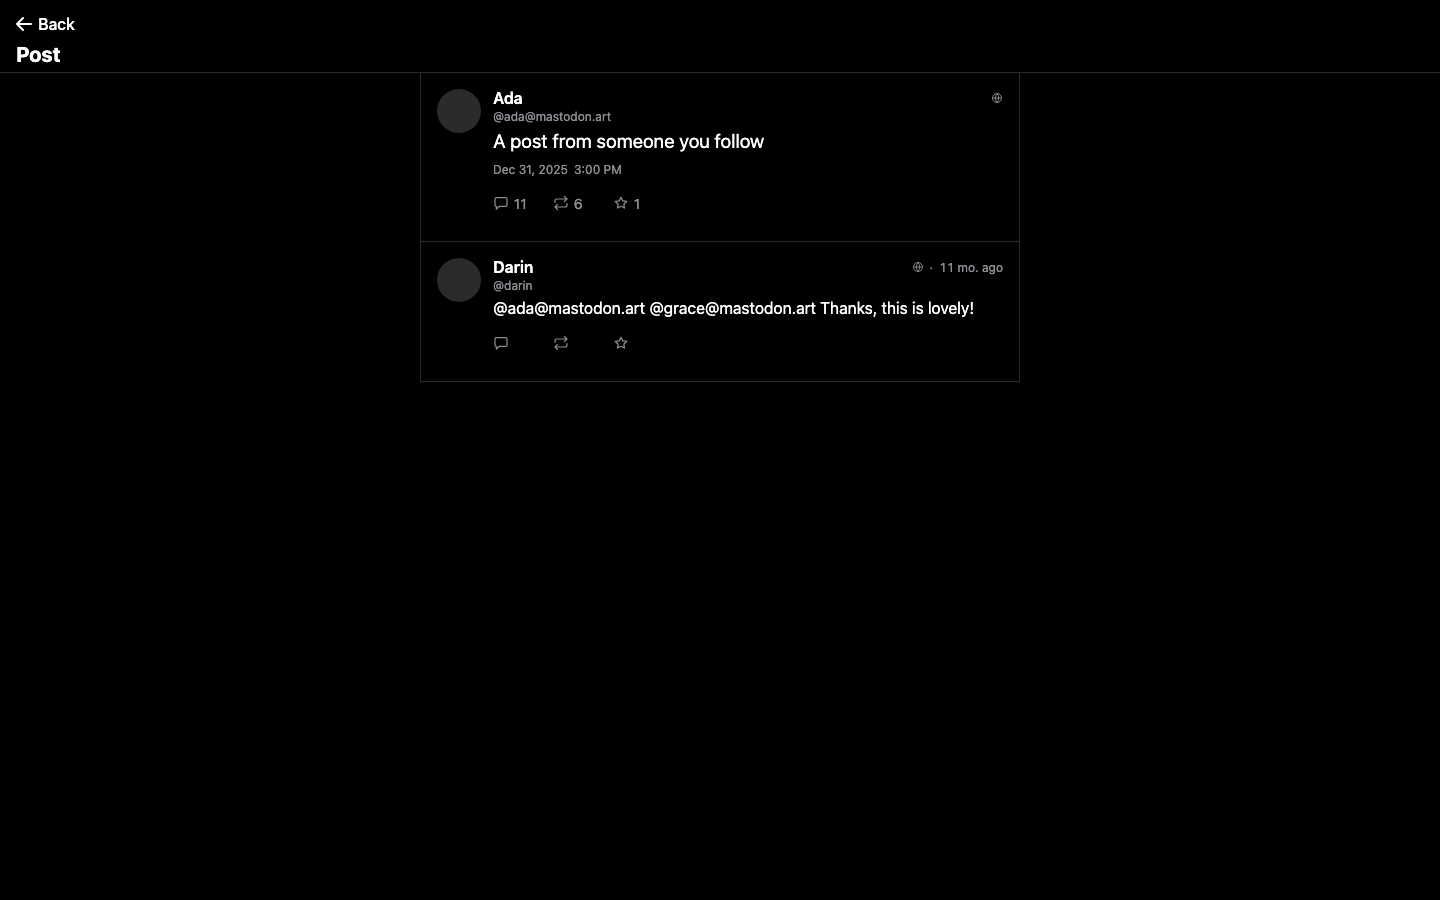 Back
Post
Ada
@ada@mastodon.art
A post from someone you follow
Dec 31, 2025 3:00 PM
11 6 1
Darin · 11 mo. ago
@darin
@ada@mastodon.art @grace@mastodon.art Thanks, this is lovely!